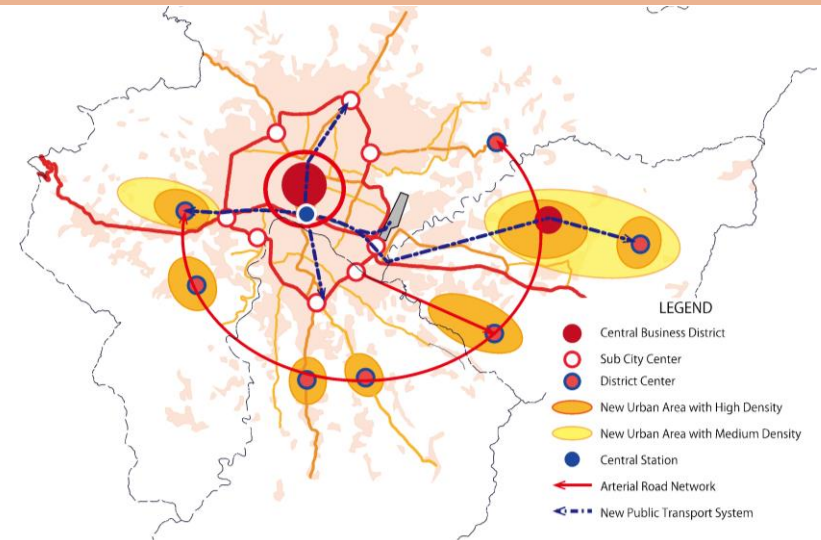 LEGEND
Central Business District
Sub City Center
District Center
New Urban Area with High Density
New Urban Area with Medium Density
Central Station
Arterial Road Network
New Public Transport System